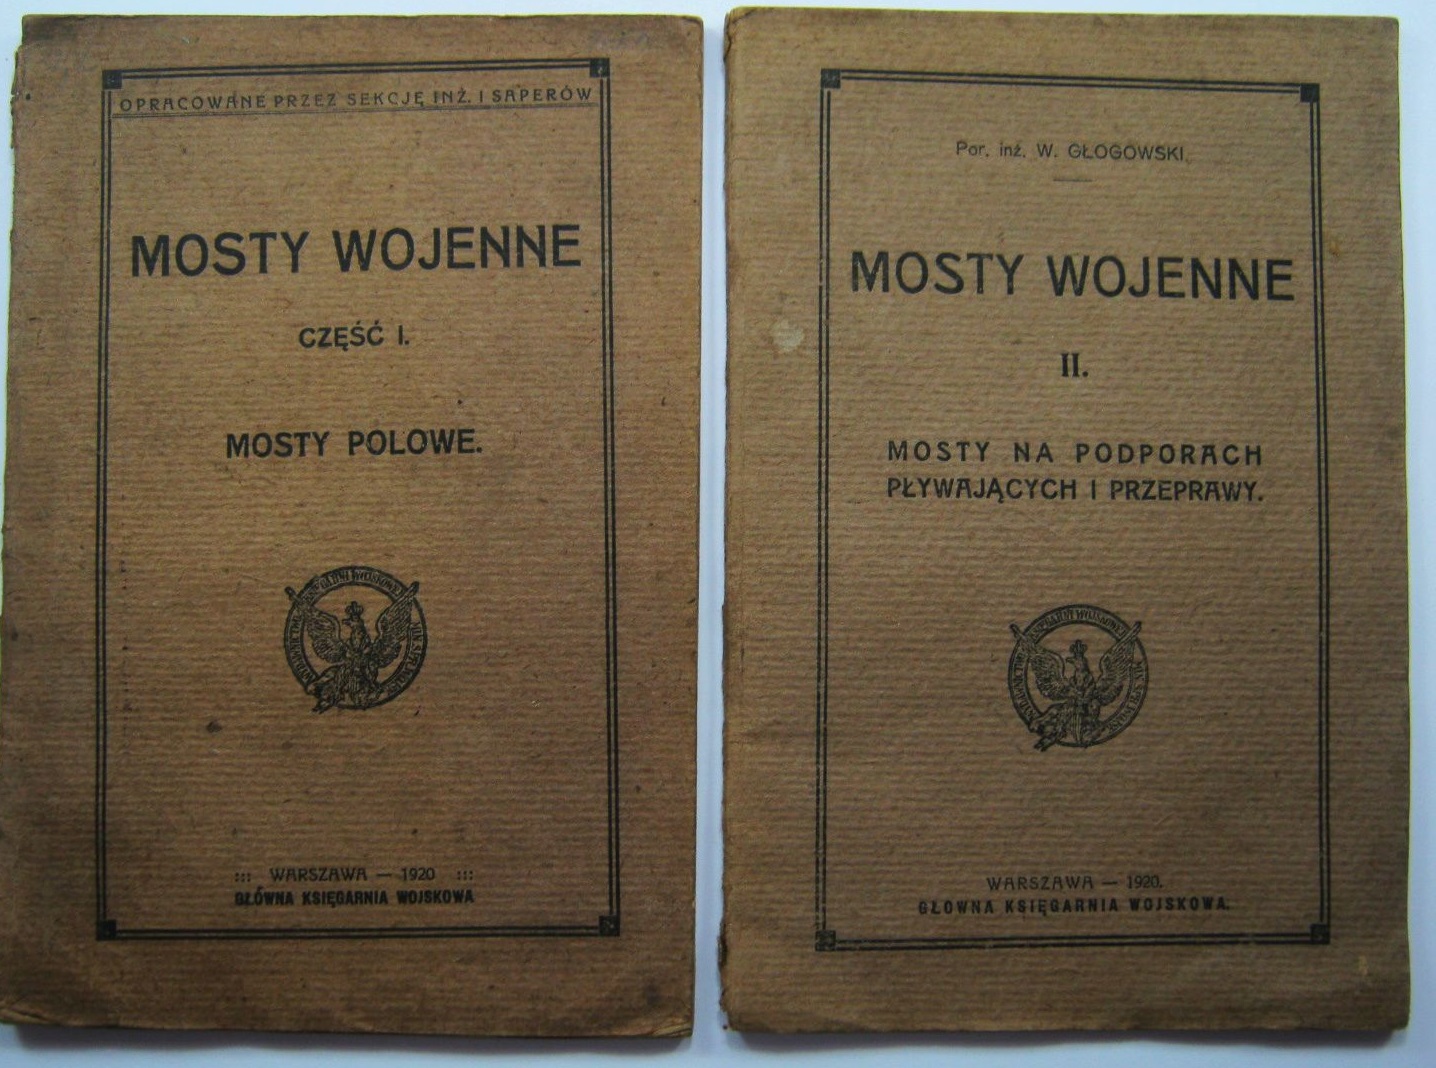 OPRACOWANE PRZEZ SEKCJĘ INŻ. I SAPERÓW
MOSTY WOJENNE
CZĘŚĆ I.
MOSTY POLOWE.
::: WARSZAWA — 1920 :::
GŁÓWNA KSIĘGARNIA WOJSKOWA
Por. inż. W. GŁOGOWSKI.
MOSTY WOJENNE
II.
MOSTY NA PODPORACH
PŁYWAJĄCYCH I PRZEPRAWY.
WARSZAWA — 1920.
GŁOWNA KSIĘGARNIA WOJSKOWA.